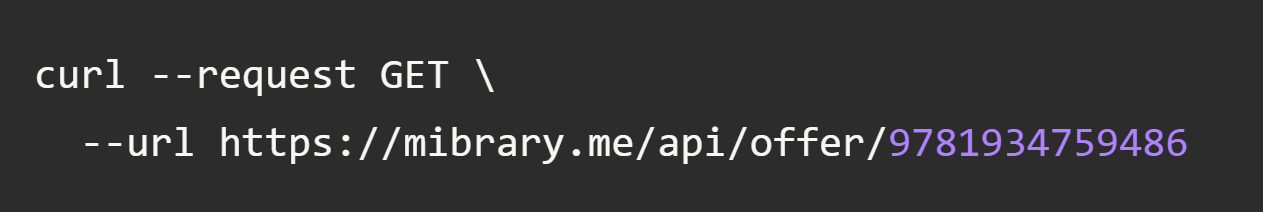 curl --request GET \
  --url https://mibrary.me/api/offer/9781934759486